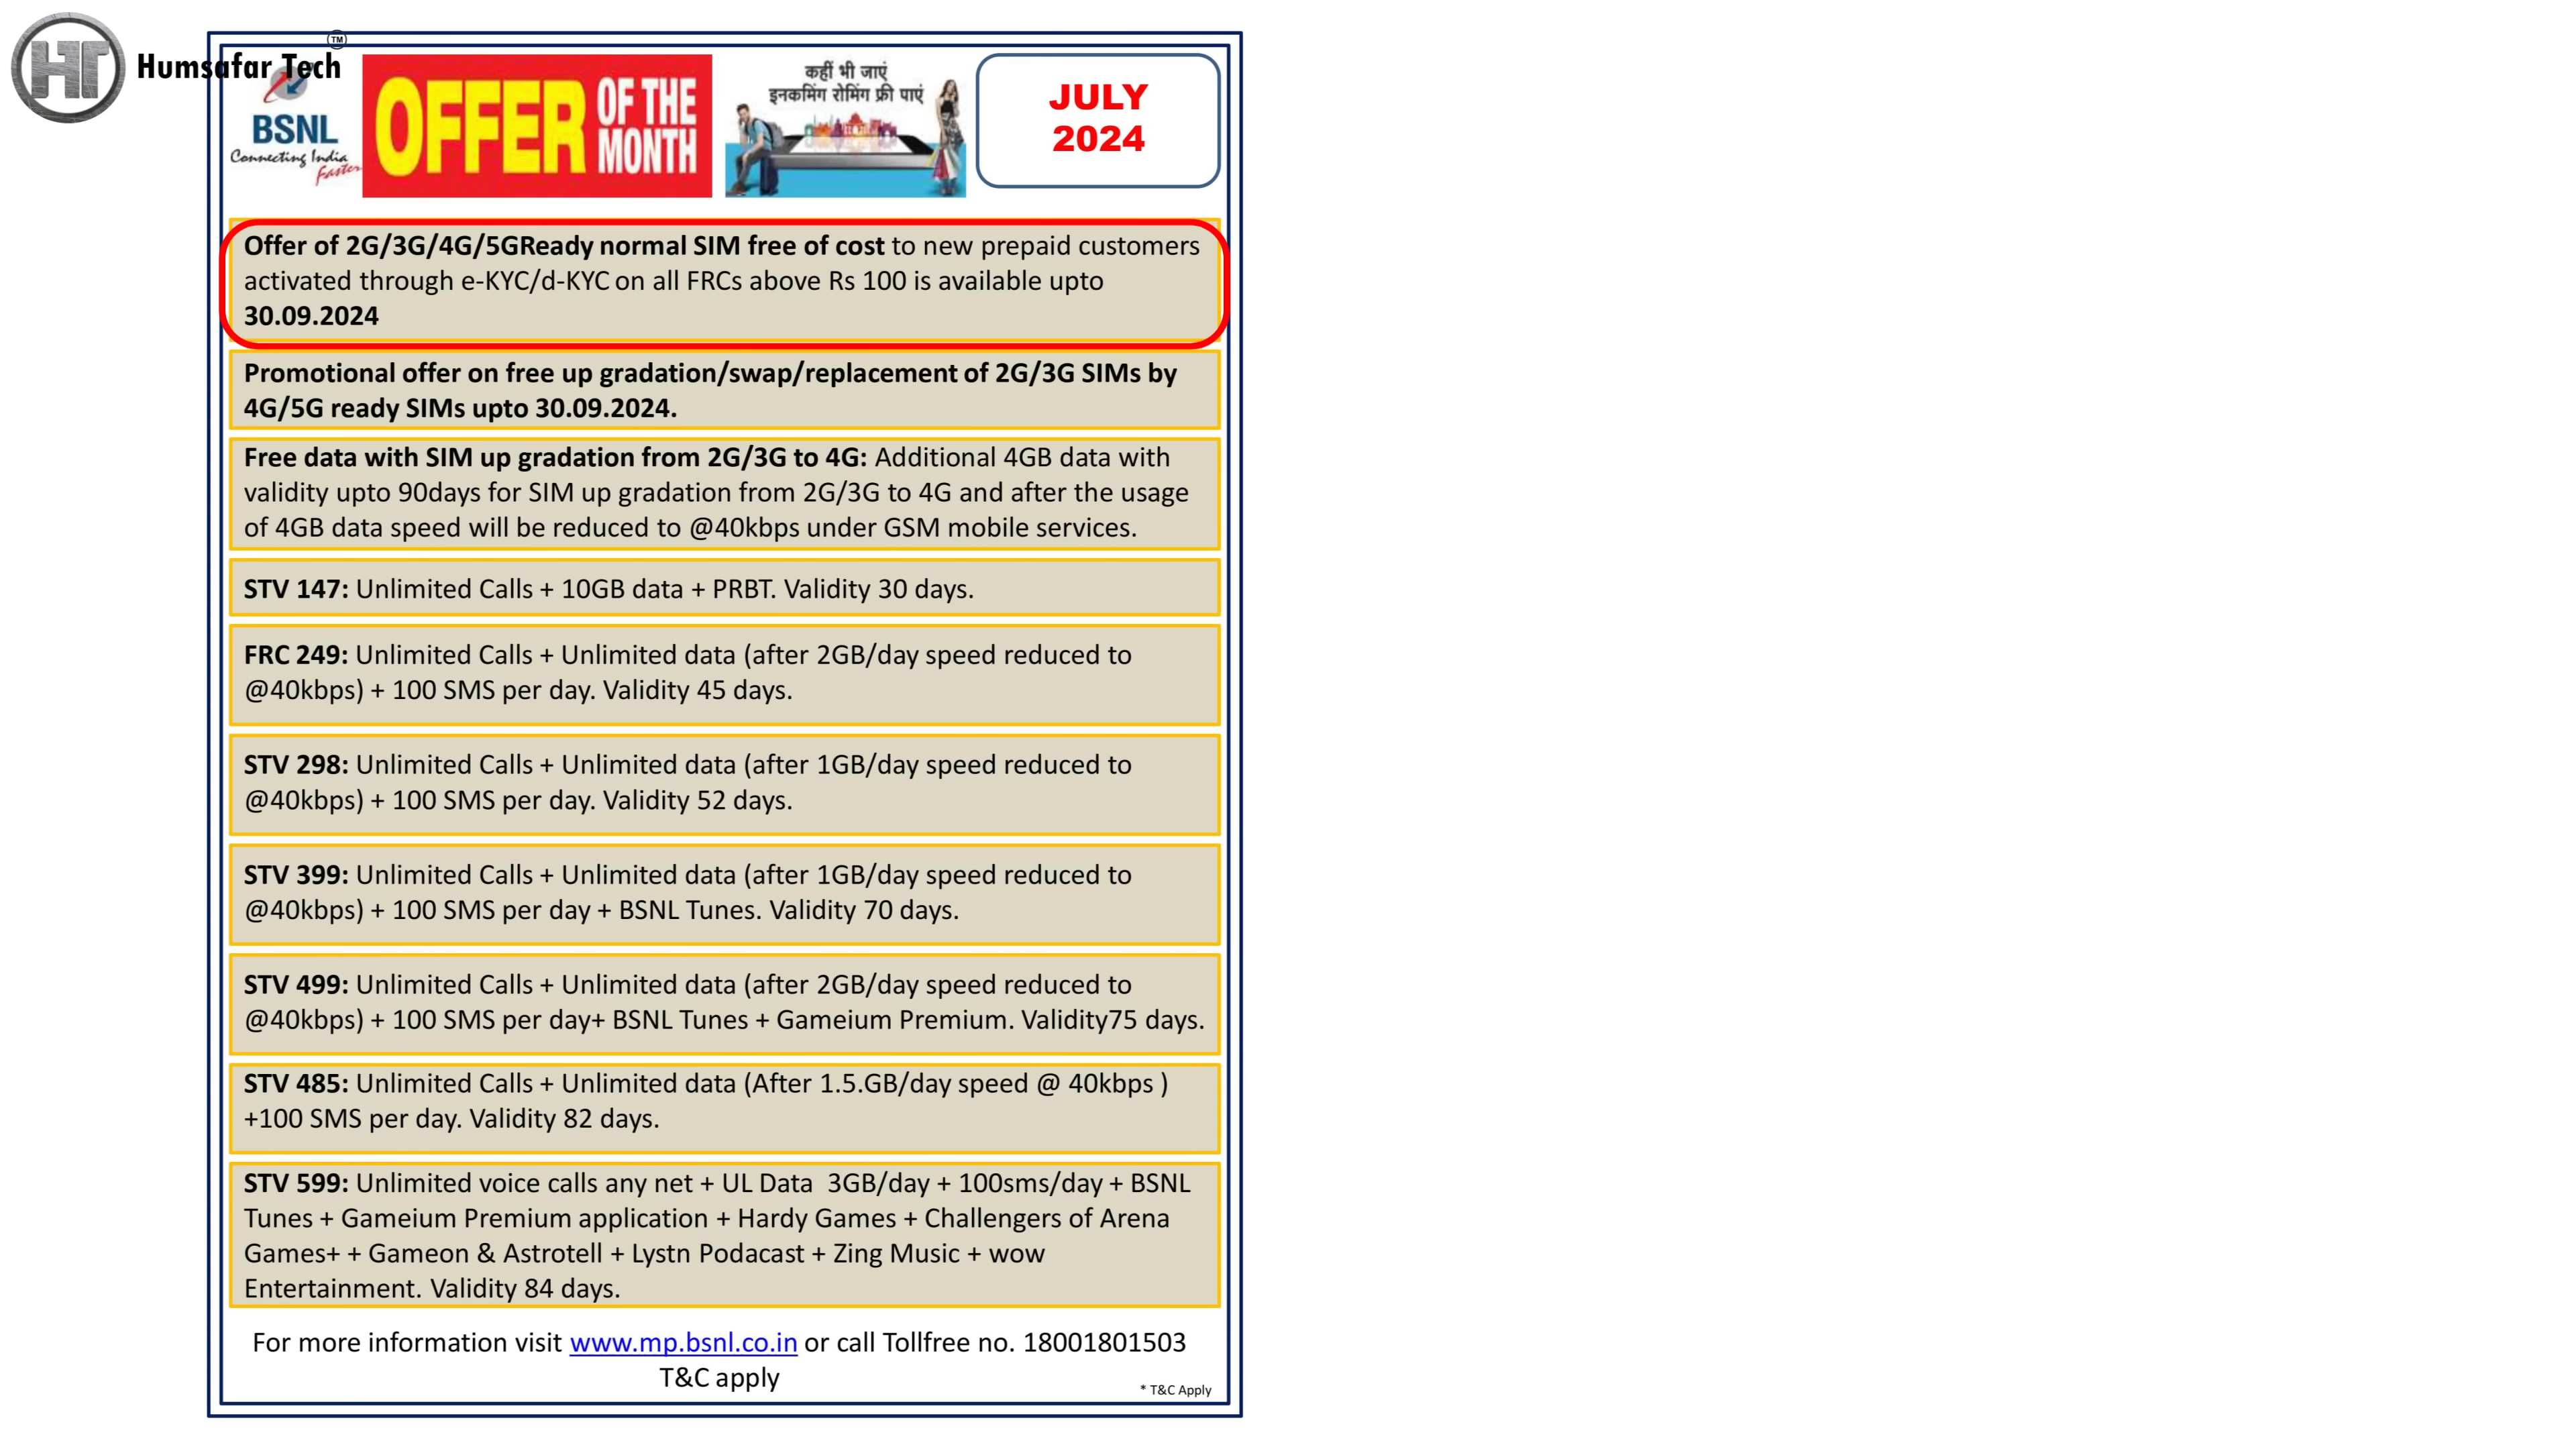 HT
Humsafar Tech
TM
BSNL
Connecting India
Faster
OFFER
OF THE
MONTH
कहीं भी जाएं
इनकमिंग रोमिंग फ्री पाएं
JULY
2024
Offer of 2G/3G/4G/5GReady normal SIM free of cost to new prepaid customers
activated through e-KYC/d-KYC on all FRCs above Rs 100 is available upto
30.09.2024
Promotional offer on free up gradation/swap/replacement of 2G/3G SIMs by
4G/5G ready SIMs upto 30.09.2024.
Free data with SIM up gradation from 2G/3G to 4G: Additional 4GB data with
validity upto 90days for SIM up gradation from 2G/3G to 4G and after the usage
of 4GB data speed will be reduced to @40kbps under GSM mobile services.
STV 147: Unlimited Calls + 10GB data + PRBT. Validity 30 days.
FRC 249: Unlimited Calls + Unlimited data (after 2GB/day speed reduced to
@40kbps) + 100 SMS per day. Validity 45 days.
STV 298: Unlimited Calls + Unlimited data (after 1GB/day speed reduced to
@40kbps) + 100 SMS per day. Validity 52 days.
STV 399: Unlimited Calls + Unlimited data (after 1GB/day speed reduced to
@40kbps) + 100 SMS per day + BSNL Tunes. Validity 70 days.
STV 499: Unlimited Calls + Unlimited data (after 2GB/day speed reduced to
@40kbps) + 100 SMS per day+ BSNL Tunes + Gameium Premium. Validity75 days.
STV 485: Unlimited Calls + Unlimited data (After 1.5.GB/day speed @ 40kbps )
+100 SMS per day. Validity 82 days.
STV 599: Unlimited voice calls any net + UL Data 3GB/day + 100sms/day + BSNL
Tunes + Gameium Premium application + Hardy Games + Challengers of Arena
Games+ + Gameon & Astrotell + Lystn Podacast + Zing Music + wow
Entertainment. Validity 84 days.
For more information visit www.mp.bsnl.co.in or call Tollfree no. 18001801503
T&C apply
* T&C Apply